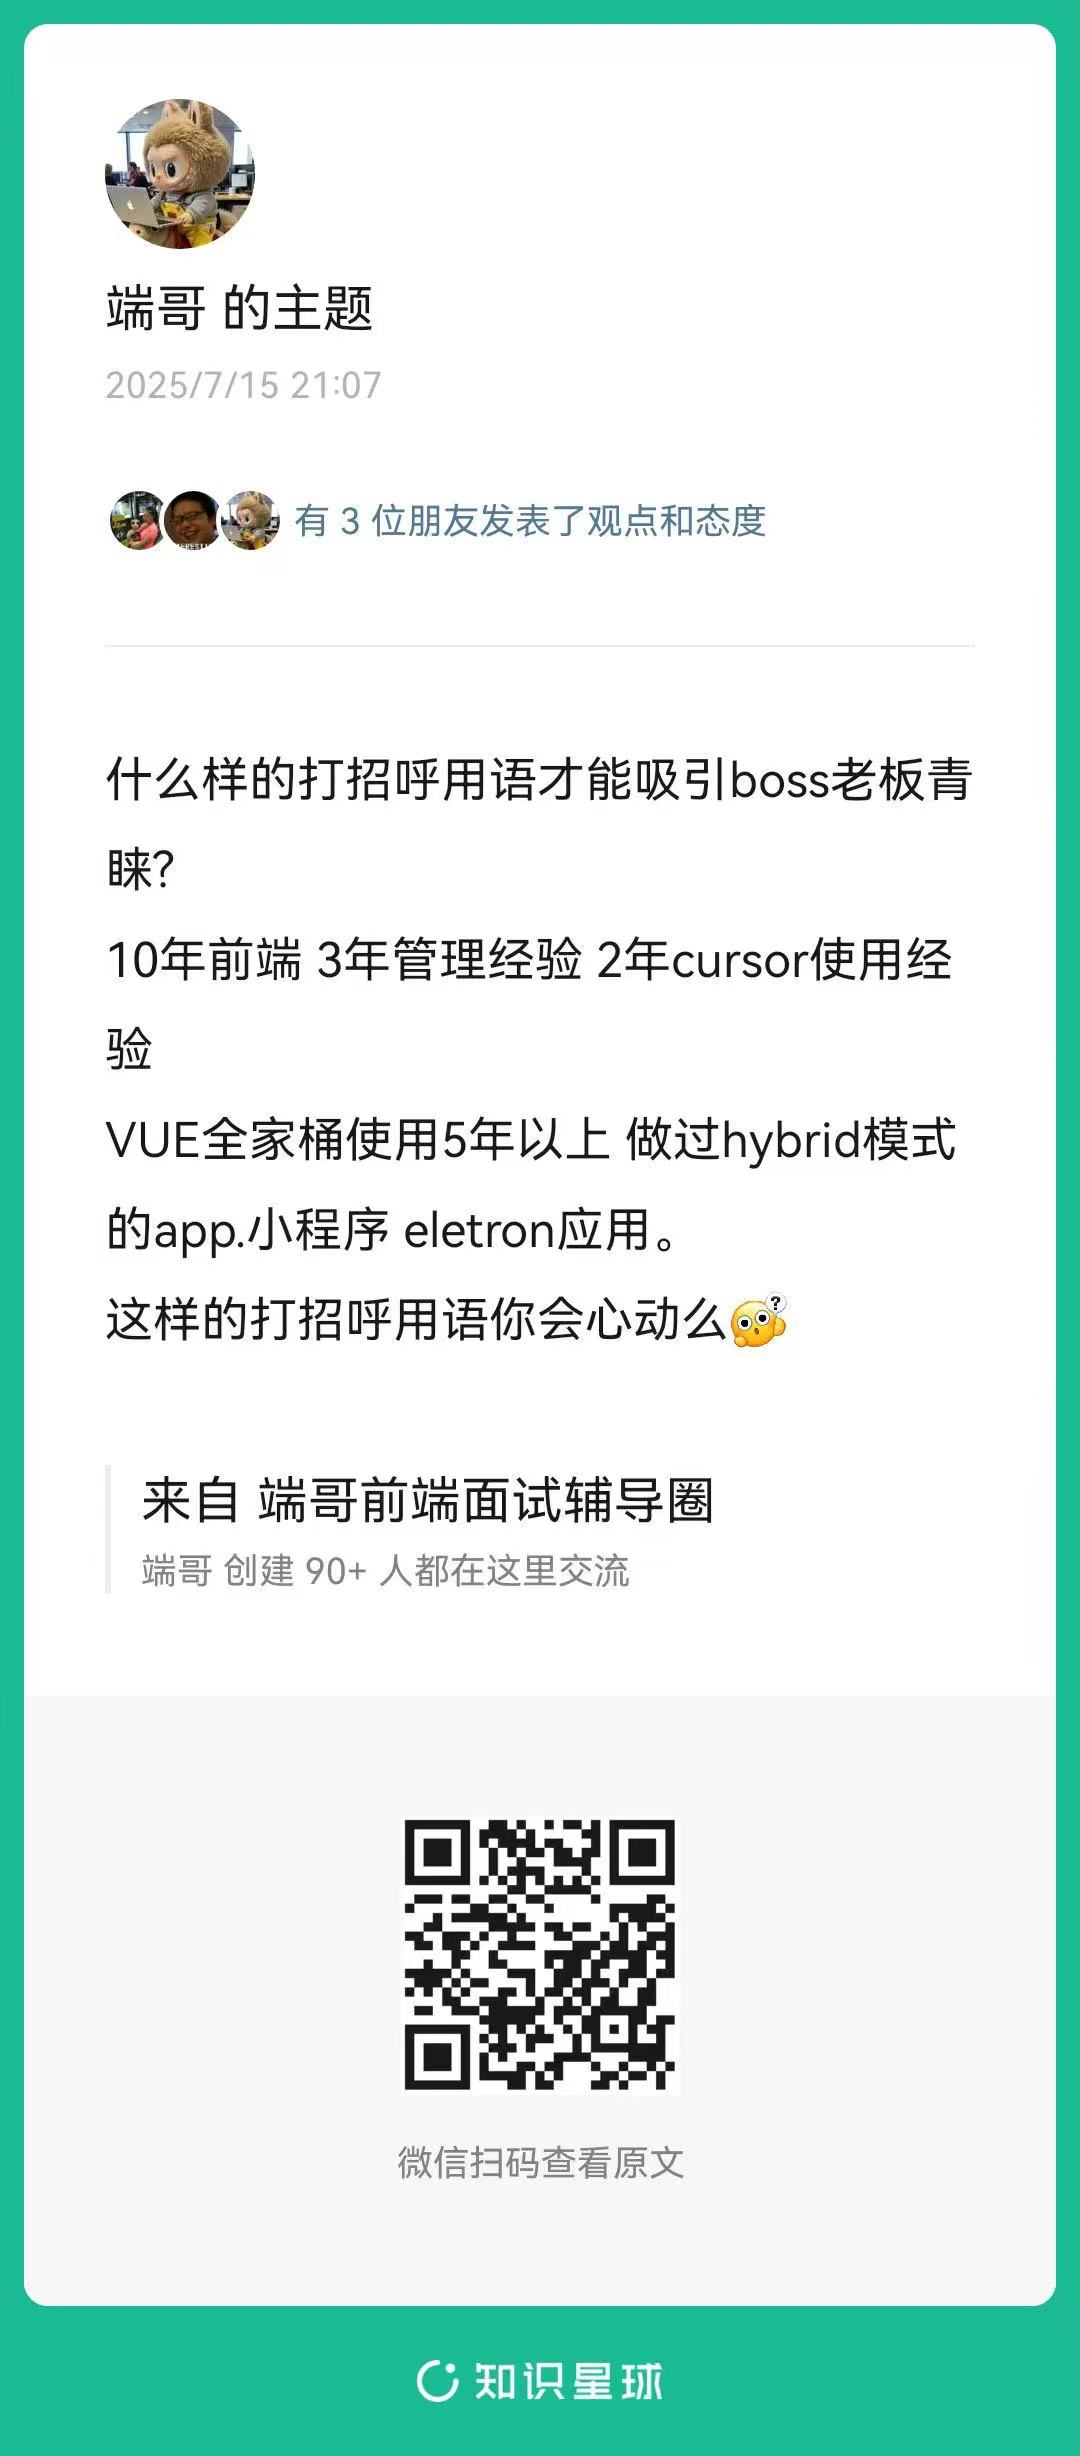 端哥 的主题
2025/7/15 21:07
有 3 位朋友发表了观点和态度
什么样的打招呼用语才能吸引boss老板青
睐?
10年前端 3年管理经验 2年cursor使用经
验
VUE全家桶使用5年以上 做过hybrid模式
的app.小程序 eletron应用。
这样的打招呼用语你会心动么
来自 端哥前端面试辅导圈
端哥 创建 90+ 人都在这里交流
微信扫码查看原文
知识星球